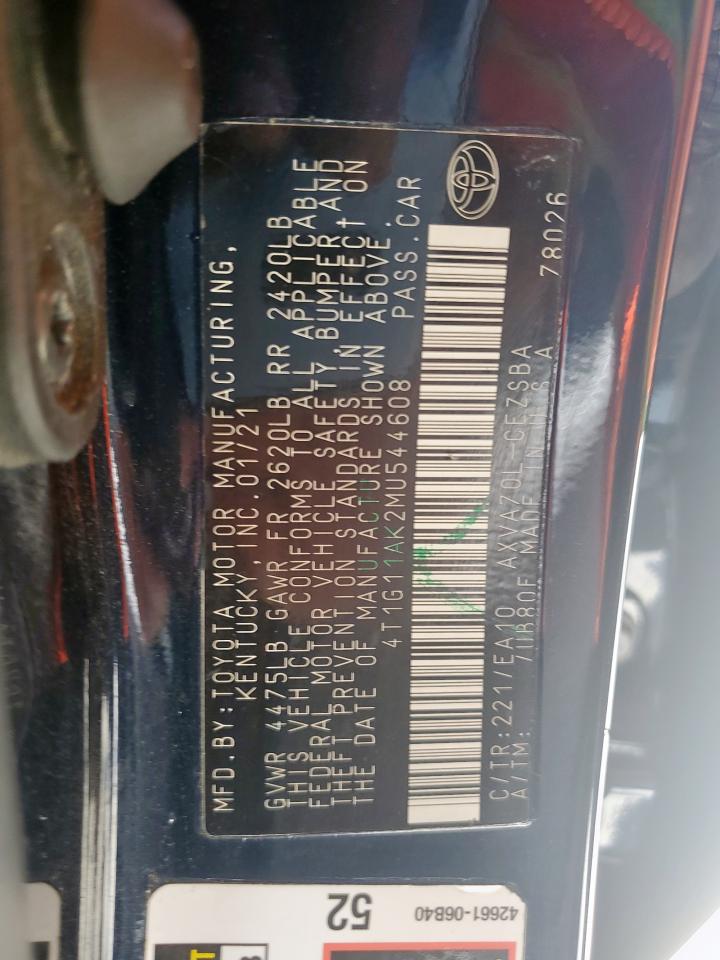 MFD.BY:TOYOTA MOTOR MANUFACTURING,
KENTUCKY,INC.01/21
GVWR 4475LB GAWR FR 2620LB RR 2420LB
THIS VEHICLE CONFORMS TO ALL APPLICABLE
FEDERAL MOTOR VEHICLE SAFETY, BUMPER, AND
THEFT PREVENTION STANDARDS IN EFFECT ON
THE DATE OF MANUFACTURE SHOWN ABOVE.
4T1G11AK2MU544608 PASS.CAR
C/TR:221/EA10 AXVA70L-CEZSBA
A/TM: /UB80F MADE IN U.S.A 78026
52
42661-06B40